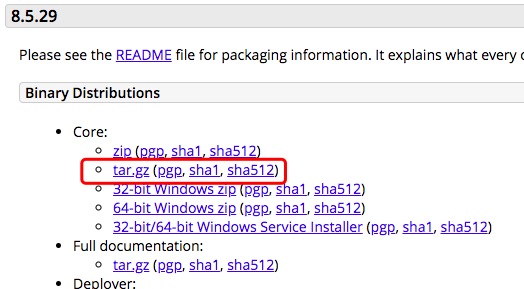 8.5.29
Please see the README file for packaging information. It explains what every
Binary Distributions
Core:
zip (pgp, sha1, sha512)
tar.gz (pgp, sha1, sha512)
32-bit Windows zip (pgp, sha1, sha512)
64-bit Windows zip (pgp, sha1, sha512)
32-bit/64-bit Windows Service Installer (pgp, sha1, sha512)
Full documentation:
tar.gz (pgp, sha1, sha512)
Deployer: